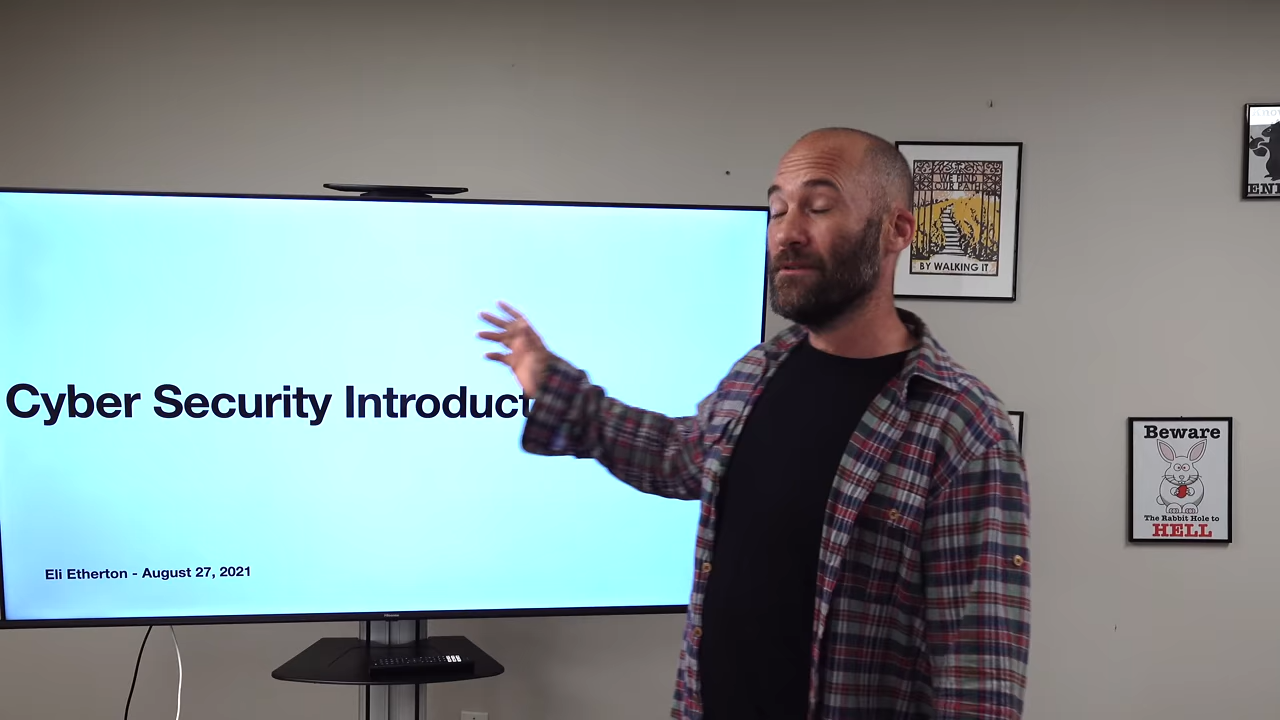 Cyber Security Introduct
Eli Etherton - August 27, 2021
WE FIND
OUR PATH
BY WALKING IT
Beware
The Rabbit Hole to
HELL